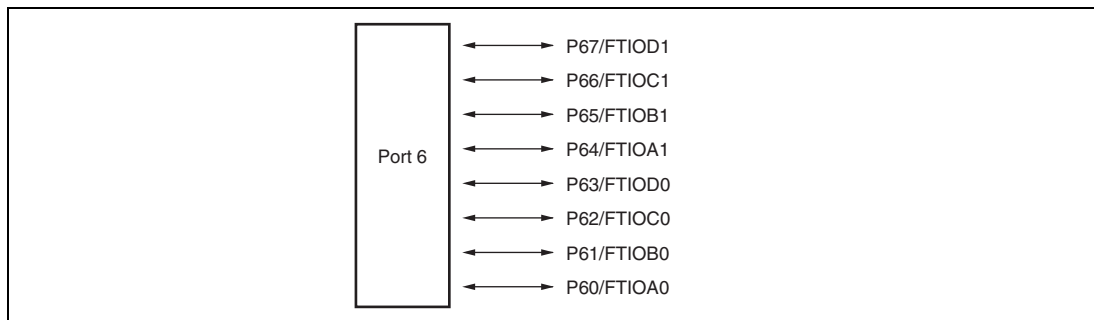 P67/FTIOD1
P66/FTIOC1
P65/FTIOB1
P64/FTIOA1
Port 6
P63/FTIOD0
P62/FTIOC0
P61/FTIOB0
P60/FTIOA0